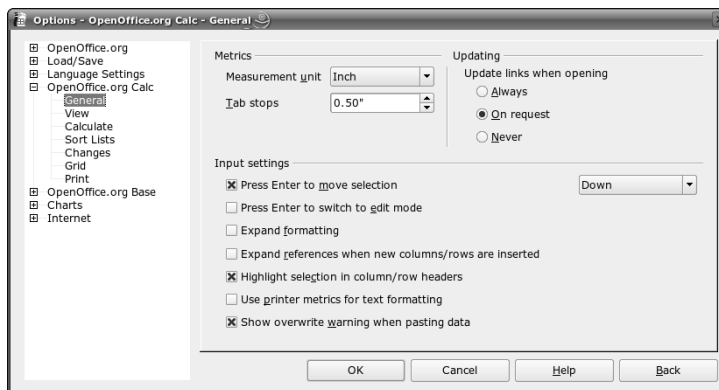 Options - OpenOffice.org Calc - General
OpenOffice.org
Load/Save
Language Settings
OpenOffice.org Calc
General
View
Calculate
Sort Lists
Changes
Grid
Print
OpenOffice.org Base
Charts
Internet
Metrics
Measurement unit Inch
Tab stops 0.50"
Updating
Update links when opening
Always
On request
Never
Input settings
Press Enter to move selection Down
Press Enter to switch to edit mode
Expand formatting
Expand references when new columns/rows are inserted
Highlight selection in column/row headers
Use printer metrics for text formatting
Show overwrite warning when pasting data
OK Cancel Help Back